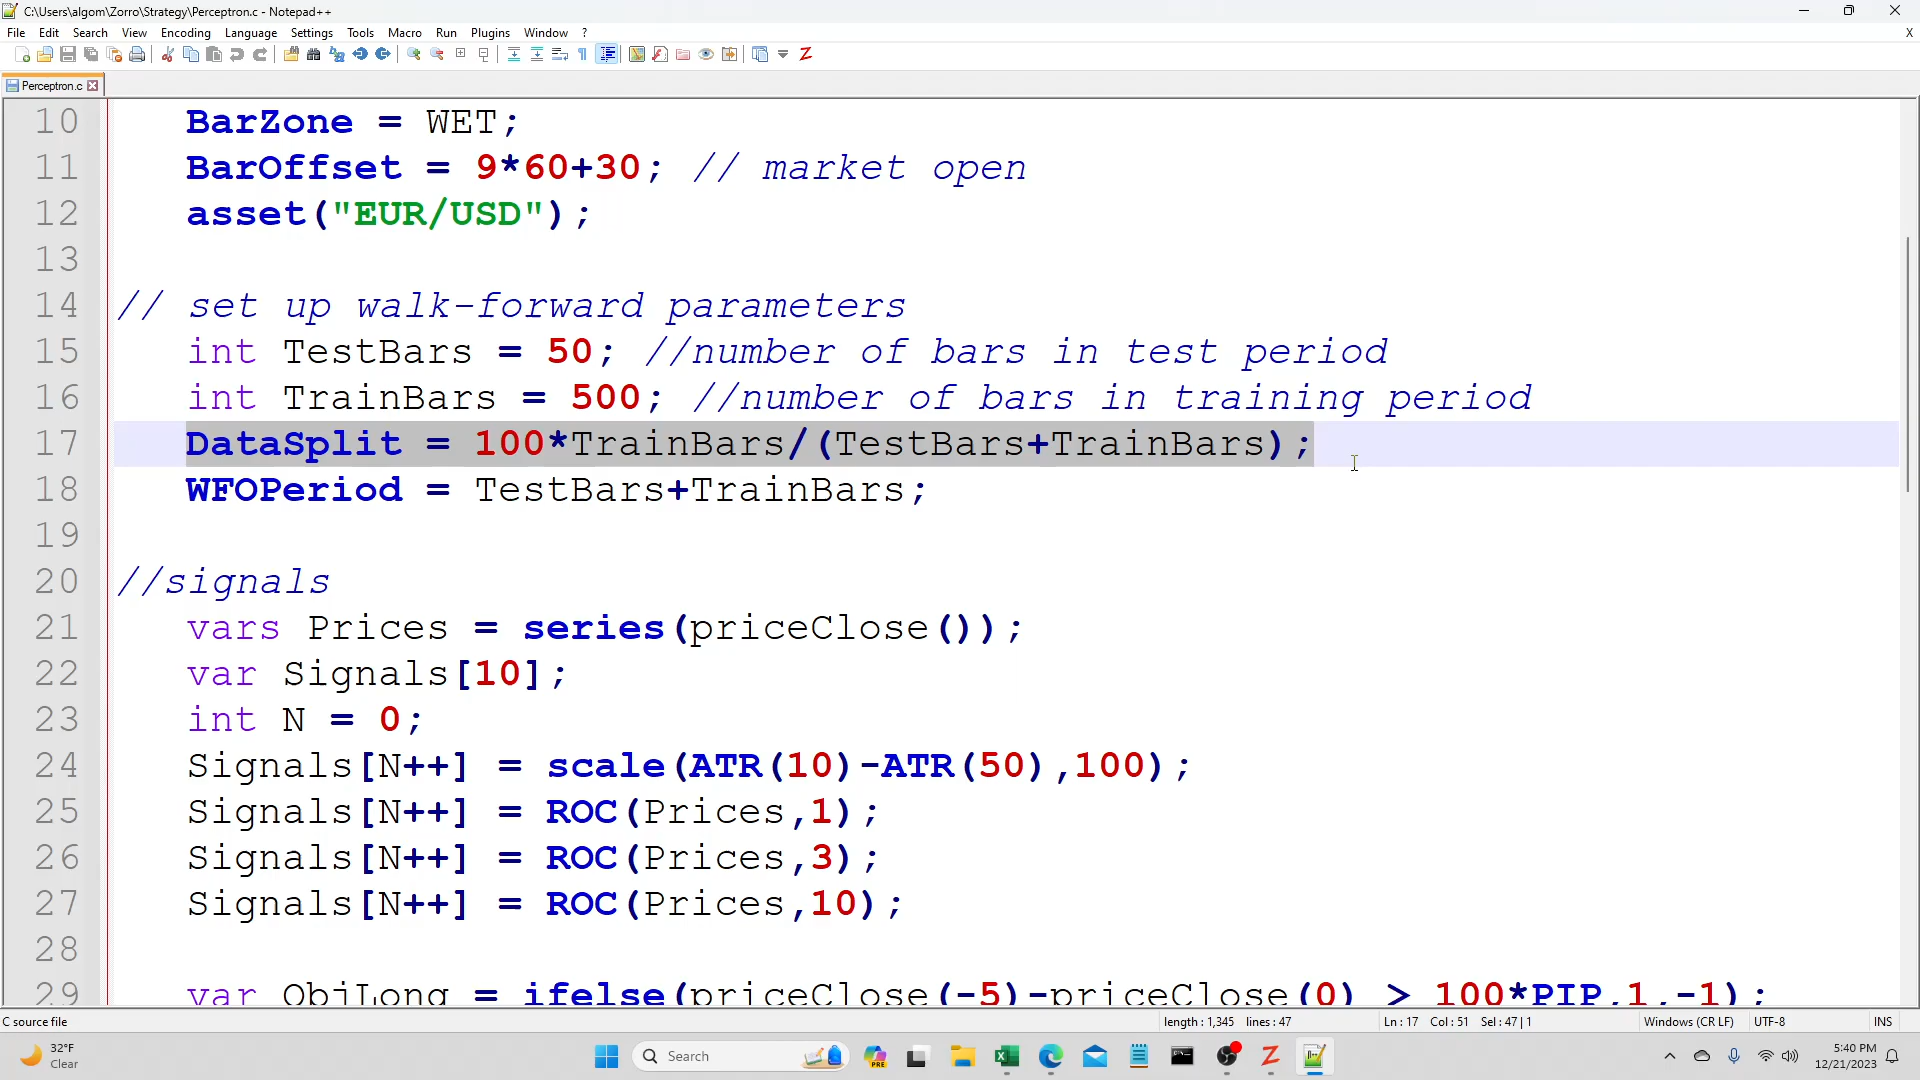 C:\Users\algom\Zorro\Strategy\Perceptron.c - Notepad++
File Edit Search View Encoding Language Settings Tools Macro Run Plugins Window ? X
Perceptron.c
10 BarZone = WET;
11 BarOffset = 9*60+30; // market open
12 asset("EUR/USD");
13
14 // set up walk-forward parameters
15 int TestBars = 50; //number of bars in test period
16 int TrainBars = 500; //number of bars in training period
17 DataSplit = 100*TrainBars/(TestBars+TrainBars);
18 WFOPeriod = TestBars+TrainBars;
19
20 //signals
21 vars Prices = series(priceClose());
22 var Signals[10];
23 int N = 0;
24 Signals[N++] = scale(ATR(10)-ATR(50),100);
25 Signals[N++] = ROC(Prices,1);
26 Signals[N++] = ROC(Prices,3);
27 Signals[N++] = ROC(Prices,10);
28
29 var ObjLong = ifelse(priceClose(-5)-priceClose(0) > 100*PIP,1,-1);
C source file length : 1,345 lines : 47 Ln : 17 Col : 51 Sel : 47 | 1 Windows (CR LF) UTF-8 INS
32°F
Clear
Search
PRE
5:40 PM
12/21/2023